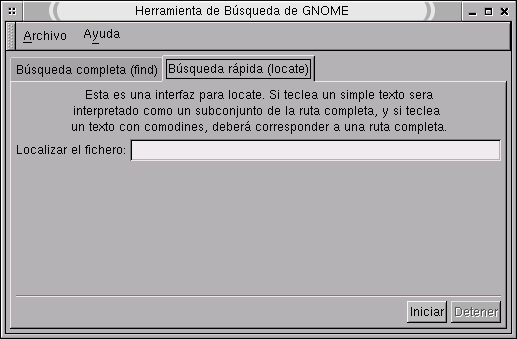 Herramienta de Búsqueda de GNOME
Archivo Ayuda
Búsqueda completa (find) Búsqueda rápida (locate)
Esta es una interfaz para locate. Si teclea un simple texto sera
interpretado como un subconjunto de la ruta completa, y si teclea
un texto con comodines, deberá corresponder a una ruta completa.
Localizar el fichero:
Iniciar Detener